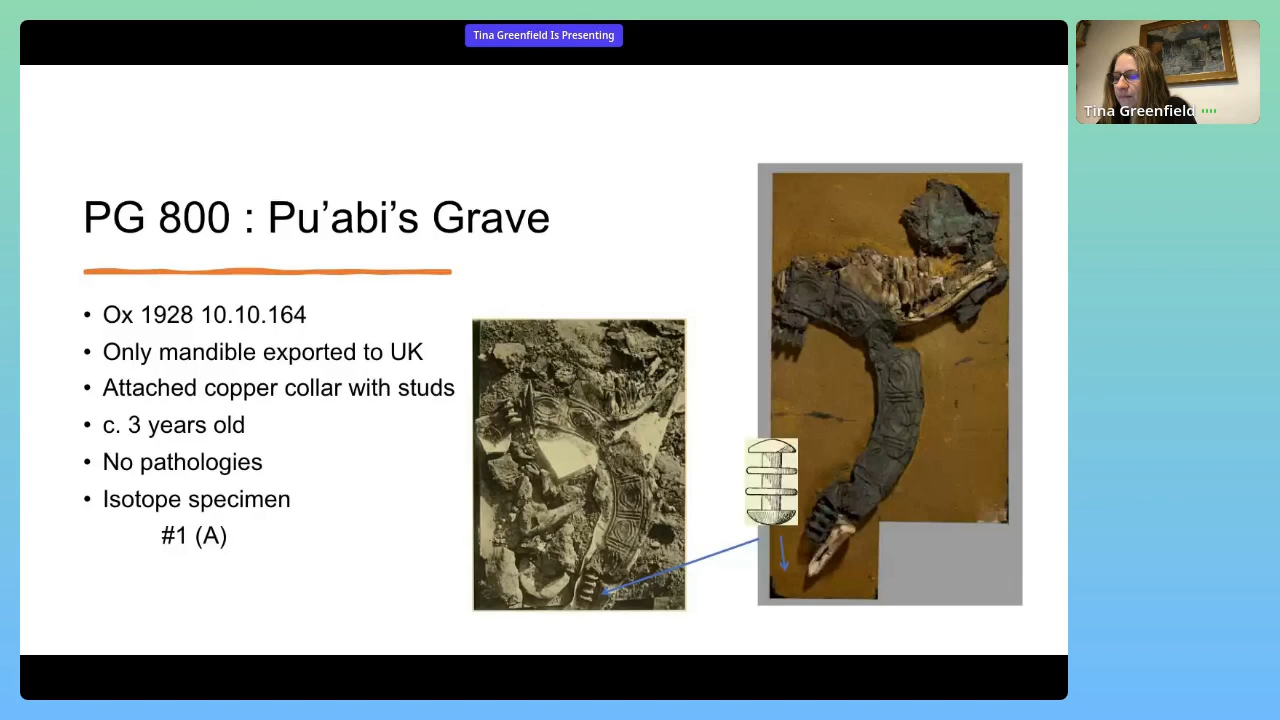 Tina Greenfield Is Presenting
Tina Greenfield
PG 800 : Pu’abi’s Grave
• Ox 1928 10.10.164
• Only mandible exported to UK
• Attached copper collar with studs
• c. 3 years old
• No pathologies
• Isotope specimen
#1 (A)